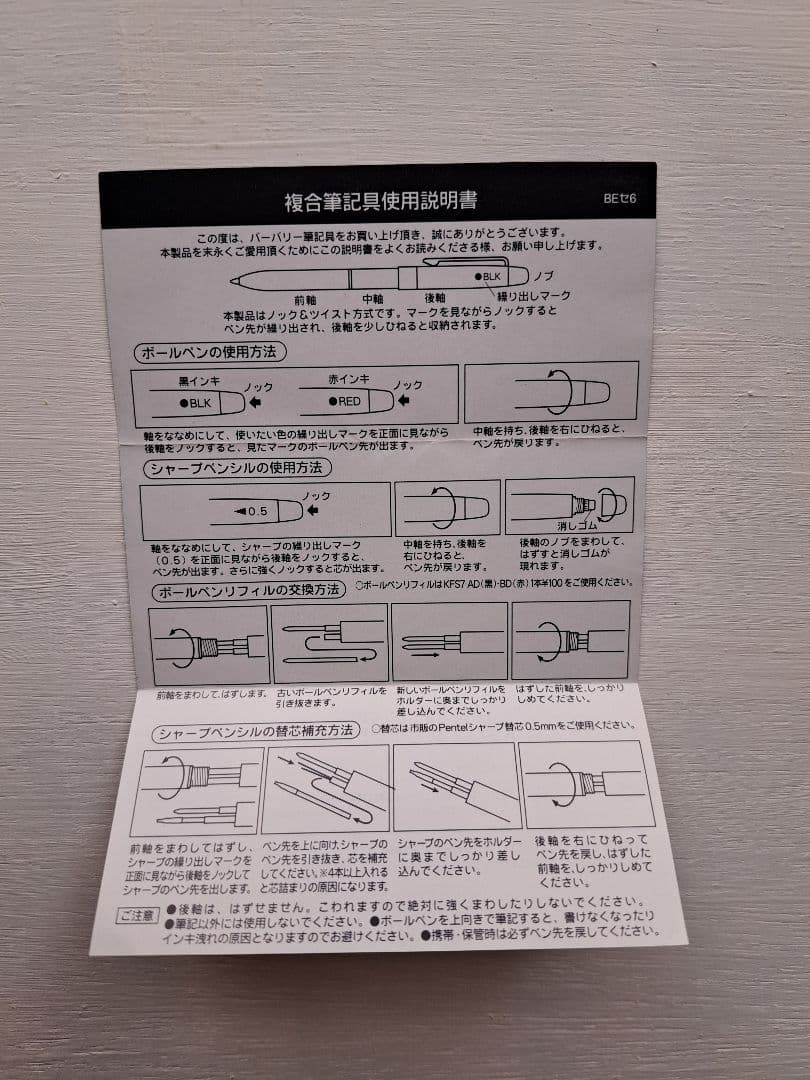 複合筆記具使用説明書
BEセ6
この度は、バーバリー筆記具をお買い上げ頂き、誠にありがとうございます。
本製品を末永くご愛用頂くためにこの説明書をよくお読みくださる様、お願い申し上げます。
●BLK
ノブ
前軸 中軸 後軸 繰り出しマーク
本製品はノック&ツイスト方式です。マークを見ながらノックすると
ペン先が繰り出され、後軸を少しひねると収納されます。
ボールペンの使用方法
黒インキ
ノック
●BLK
赤インキ
ノック
●RED
軸をななめにして、使いたい色の繰り出しマークを正面に見ながら
後軸をノックすると、見たマークのボールペン先が出ます。
中軸を持ち、後軸を右にひねると、
ペン先が戻ります。
シャープペンシルの使用方法
ノック
◀0.5
消しゴム
軸をななめにして、シャープの繰り出しマーク
(0.5)を正面に見ながら後軸をノックすると、
ペン先が出ます。さらに強くノックすると芯が出ます。
中軸を持ち、後軸を
右にひねると
ペン先が戻ります。
後軸のノブをまわして、
はずすと消しゴムが
現れます。
ボールペンリフィルの交換方法
○ボールペンリフィルはKFS7 AD(黒)・BD(赤)1本¥100をご使用ください。
前軸をまわして、はずします。
古いボールペンリフィルを
引き抜きます。
新しいボールペンリフィルを
ホルダーに奥までしっかり
差し込んでください。
はずした前軸を、しっかり
しめてください。
シャープペンシルの替芯補充方法
○替芯は市販のPentelシャープ替芯0.5mmをご使用ください。
前軸をまわしてはずし、
シャープの繰り出しマークを
正面に見ながら後軸をノックして
シャープのペン先を出します。
ペン先を上に向け、シャープの
ペン先を引き抜き、芯を補充
してください。※4本以上入れる
と芯詰まりの原因になります。
シャープのペン先をホルダー
に奥までしっかり差し
込んでください。
後軸を右にひねって
ペン先を戻し、はずした
前軸を、しっかりしめて
ください。
ご注意
●後軸は、はずせません。こわれますので絶対に強くまわしたりしないでください。
●筆記以外には使用しないでください。●ボールペンを上向きで筆記すると、書けなくなったり
インキ洩れの原因となりますのでお避けください。●携帯・保管時は必ずペン先を戻してください。